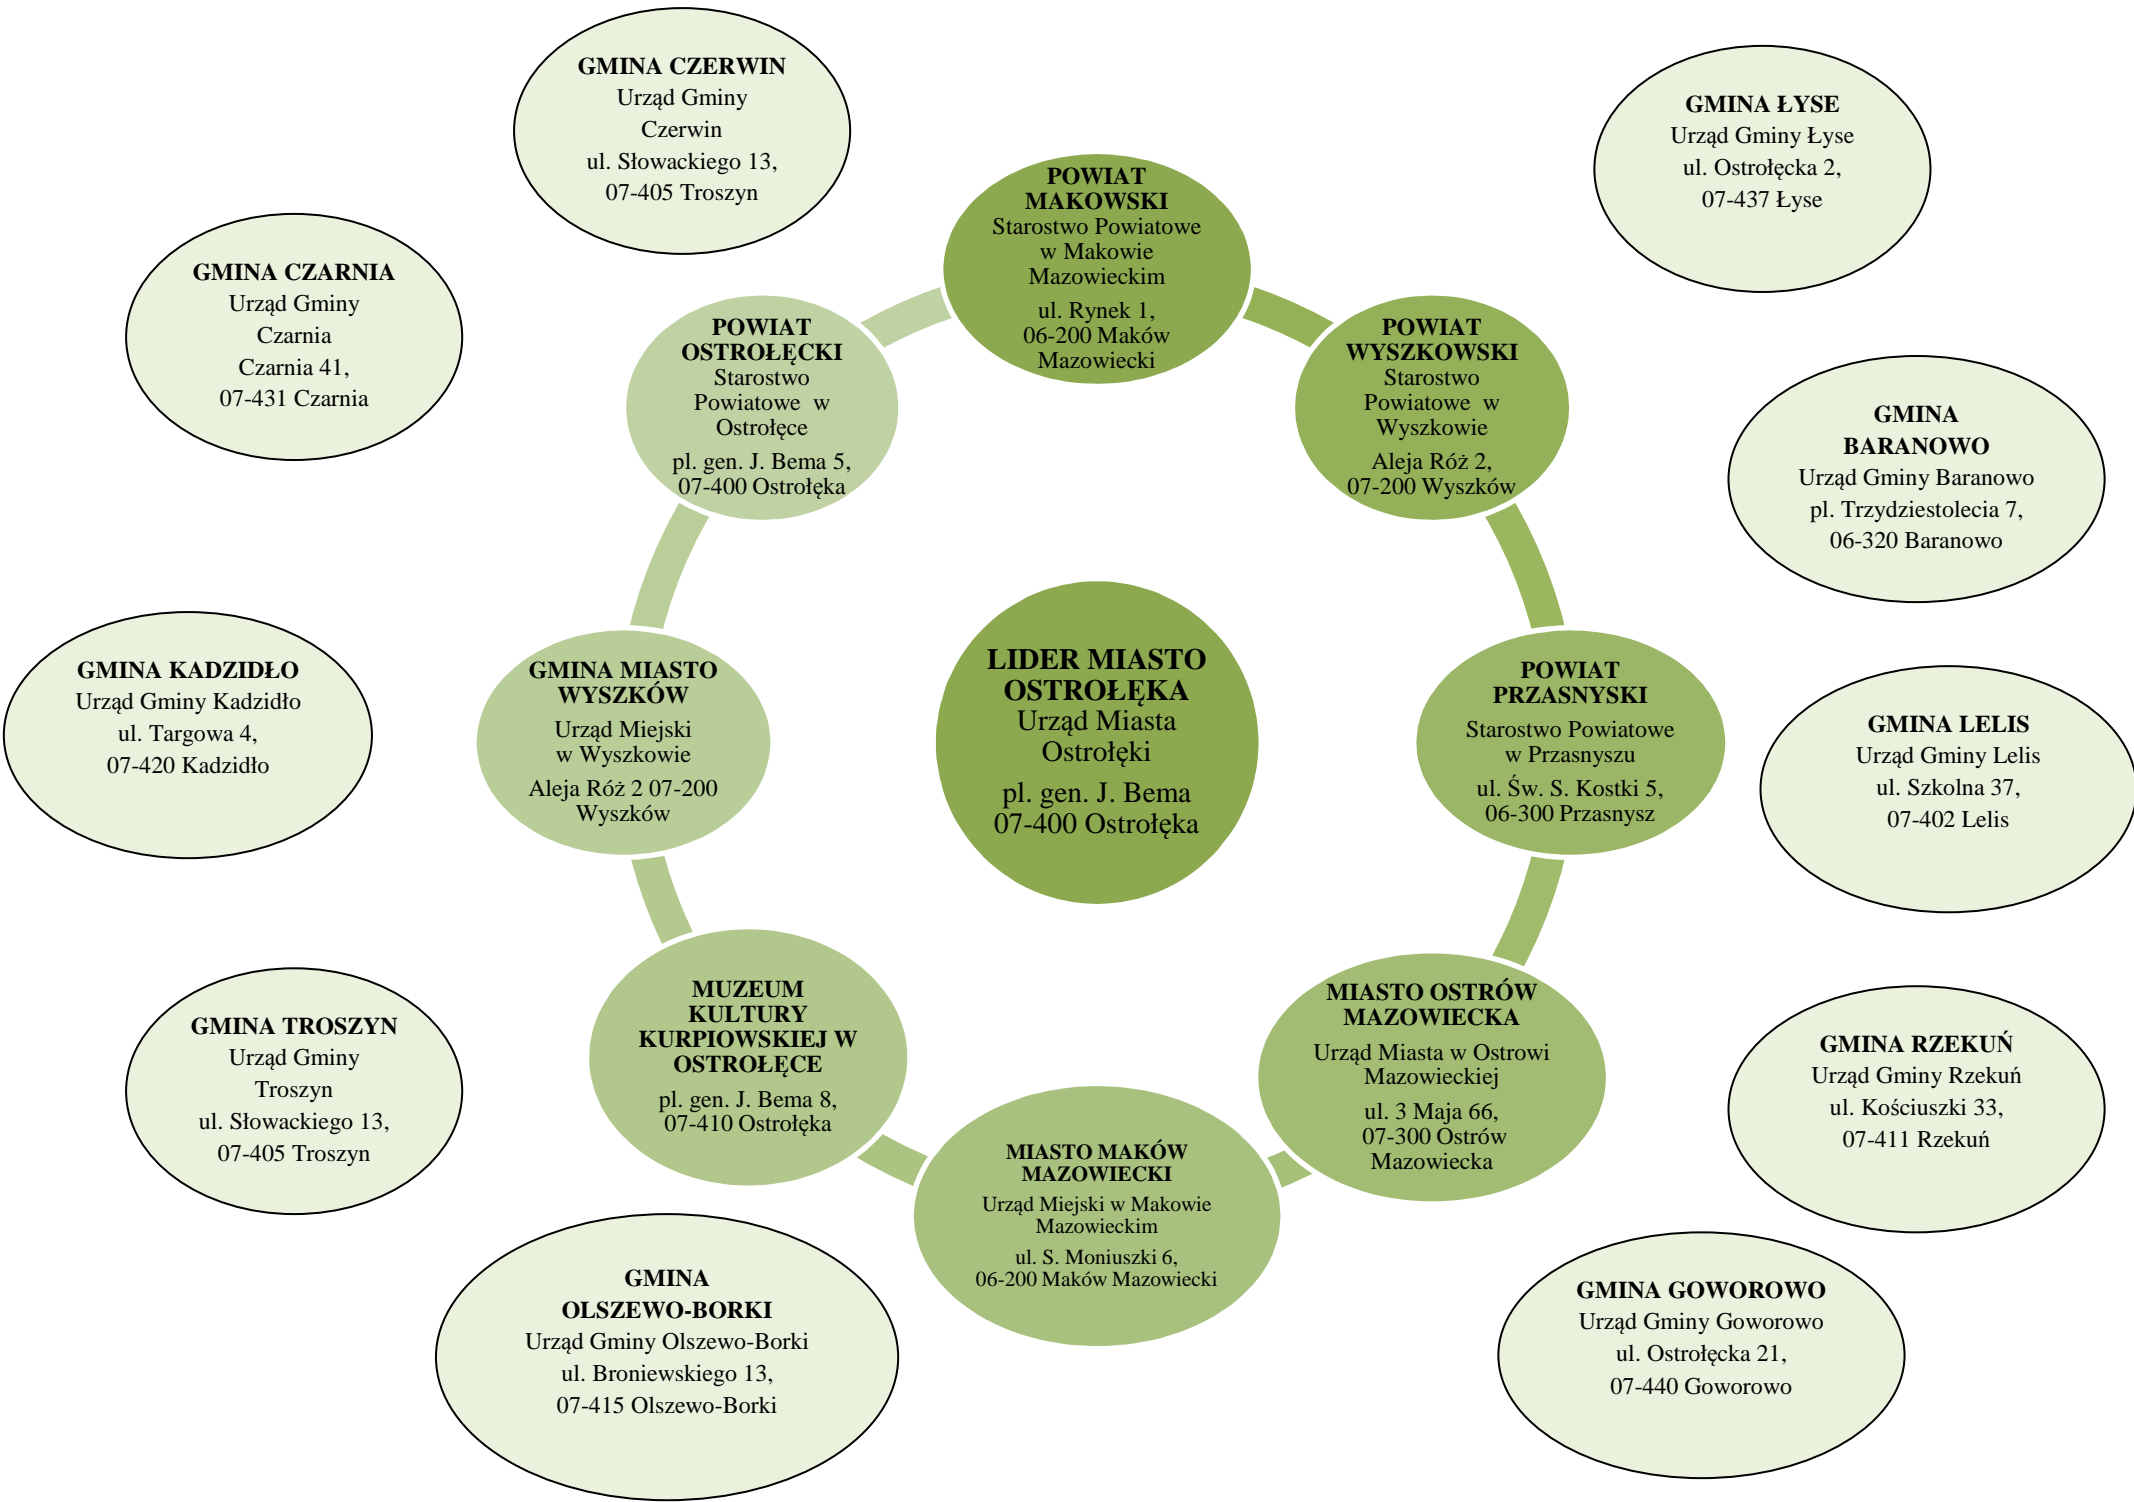 GMINA CZERWIN
Urząd Gminy
Czerwin
ul. Słowackiego 13,
07-405 Troszyn
GMINA ŁYSE
Urząd Gminy Łyse
ul. Ostrołęcka 2,
07-437 Łyse
POWIAT
MAKOWSKI
Starostwo Powiatowe
w Makowie
Mazowieckim
ul. Rynek 1,
06-200 Maków
Mazowiecki
GMINA CZARNIA
Urząd Gminy
Czarnia
Czarnia 41,
07-431 Czarnia
POWIAT
OSTROŁĘCKI
Starostwo
Powiatowe w
Ostrołęce
pl. gen. J. Bema 5,
07-400 Ostrołęka
POWIAT
WYSZKOWSKI
Starostwo
Powiatowe w
Wyszkowie
Aleja Róż 2,
07-200 Wyszków
GMINA
BARANOWO
Urząd Gminy Baranowo
pl. Trzydziestolecia 7,
06-320 Baranowo
GMINA KADZIDŁO
Urząd Gminy Kadzidło
ul. Targowa 4,
07-420 Kadzidło
GMINA MIASTO
WYSZKÓW
Urząd Miejski
w Wyszkowie
Aleja Róż 2 07-200
Wyszków
LIDER MIASTO
OSTROŁĘKA
Urząd Miasta
Ostrołęki
pl. gen. J. Bema
07-400 Ostrołęka
POWIAT
PRZASNYSKI
Starostwo Powiatowe
w Przasnyszu
ul. Św. S. Kostki 5,
06-300 Przasnysz
GMINA LELIS
Urząd Gminy Lelis
ul. Szkolna 37,
07-402 Lelis
GMINA TROSZYN
Urząd Gminy
Troszyn
ul. Słowackiego 13,
07-405 Troszyn
MUZEUM
KULTURY
KURPIOWSKIEJ W
OSTROŁĘCE
pl. gen. J. Bema 8,
07-410 Ostrołęka
MIASTO OSTRÓW
MAZOWIECKA
Urząd Miasta w Ostrowi
Mazowieckiej
ul. 3 Maja 66,
07-300 Ostrów
Mazowiecka
GMINA RZEKUŃ
Urząd Gminy Rzekuń
ul. Kościuszki 33,
07-411 Rzekuń
MIASTO MAKÓW
MAZOWIECKI
Urząd Miejski w Makowie
Mazowieckim
ul. S. Moniuszki 6,
06-200 Maków Mazowiecki
GMINA
OLSZEWO-BORKI
Urząd Gminy Olszewo-Borki
ul. Broniewskiego 13,
07-415 Olszewo-Borki
GMINA GOWOROWO
Urząd Gminy Goworowo
ul. Ostrołęcka 21,
07-440 Goworowo